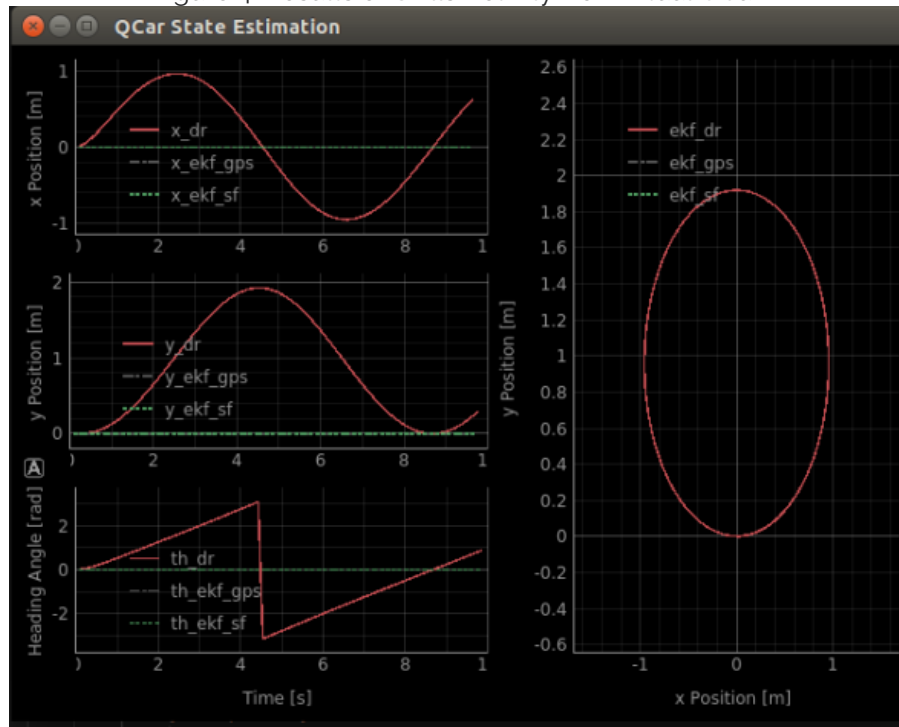 QCar State Estimation
x Position [m]
1
0
-1
x_dr
x_ekf_gps
x_ekf_sf
0 2 4 6 8 1
y Position [m]
2
1
0
y_dr
y_ekf_gps
y_ekf_sf
2 4 6 8 1
A
Heading Angle [rad]
2
0
-2
th_dr
th_ekf_gps
th_ekf_sf
0 2 4 6 8 1
Time [s]
y Position [m]
2.6
2.4
2.2
2
1.8
1.6
1.4
1.2
1
0.8
0.6
0.4
0.2
0
-0.2
-0.4
-0.6
ekf_dr
ekf_gps
ekf_sf
-1 0 1
x Position [m]